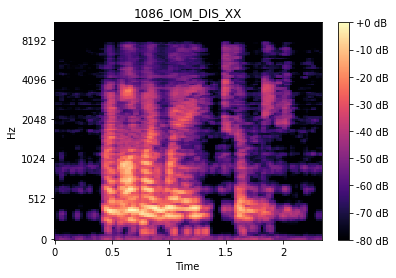 1086_IOM_DIS_XX
8192
4096
2048
1024
512
0
Hz
0
0.5
1
1.5
2
Time
+0 dB
-10 dB
-20 dB
-30 dB
-40 dB
-50 dB
-60 dB
-70 dB
-80 dB